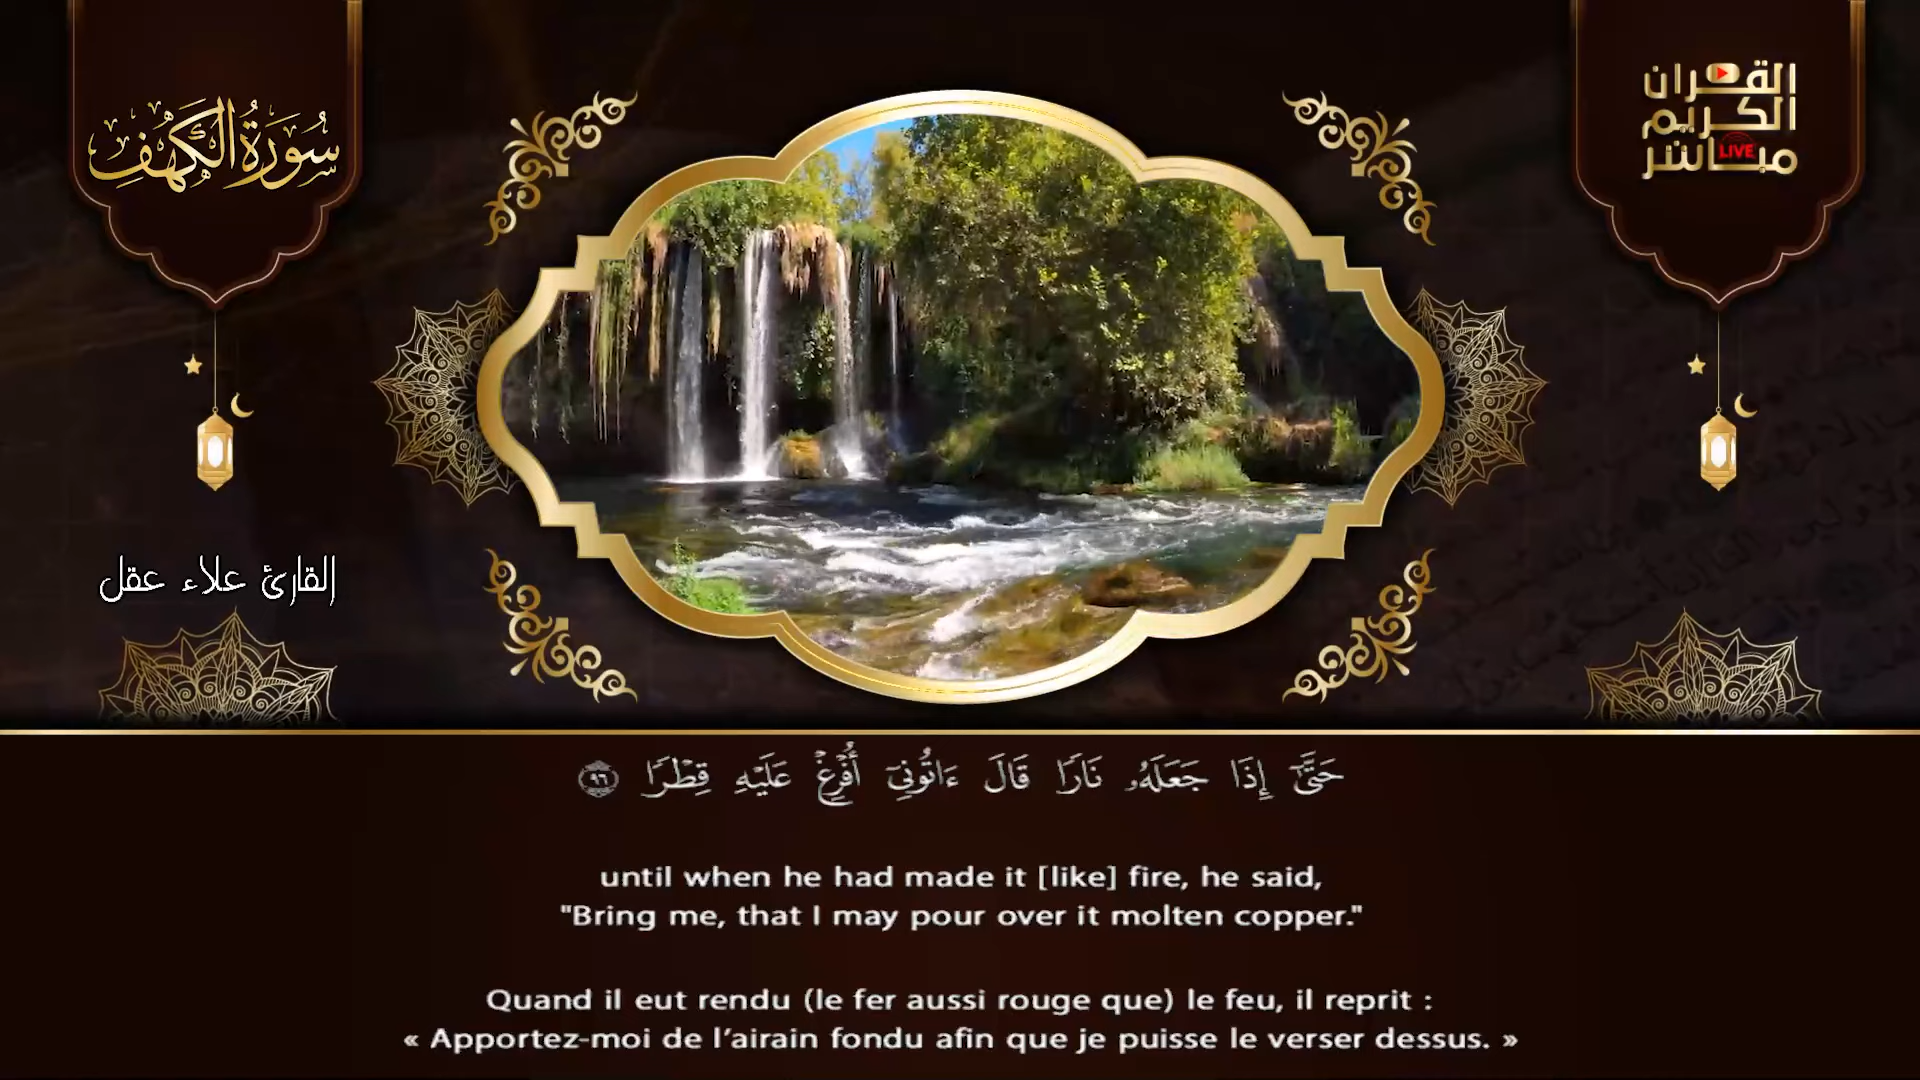 سُورَةُ الكَهْفِ
القران
الكريم
مباشر
LIVE
القارئ علاء عقل
حَتَّىٰٓ إِذَا جَعَلَهُۥ نَارًا قَالَ ءَاتُونِىٓ أُفْرِغْ عَلَيْهِ قِطْرًا ٩٦
until when he had made it [like] fire, he said,
"Bring me, that I may pour over it molten copper."
Quand il eut rendu (le fer aussi rouge que) le feu, il reprit :
« Apportez-moi de l’airain fondu afin que je puisse le verser dessus. »